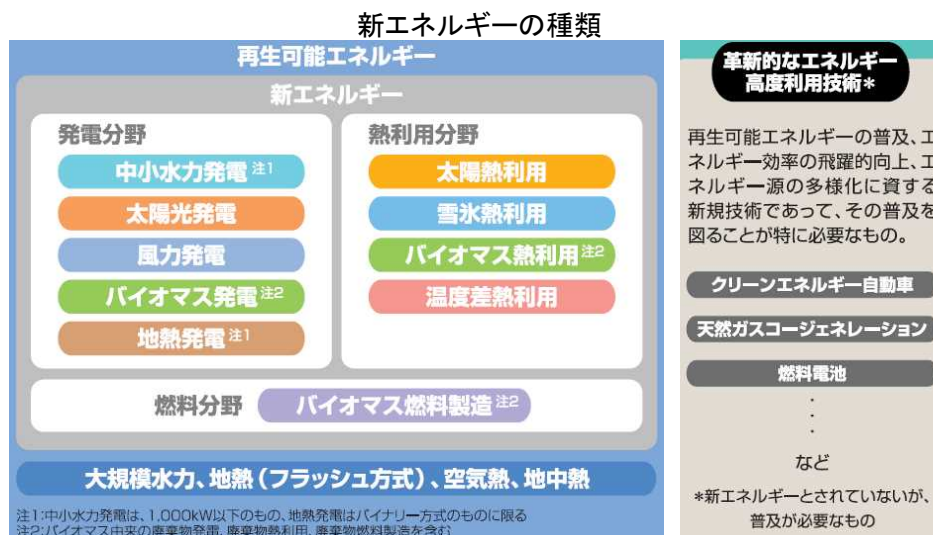 新エネルギーの種類
再生可能エネルギー
新エネルギー
発電分野
中小水力発電 注1
太陽光発電
風力発電
バイオマス発電 注2
地熱発電 注1
熱利用分野
太陽熱利用
雪氷熱利用
バイオマス熱利用 注2
温度差熱利用
燃料分野
バイオマス燃料製造 注2
大規模水力、地熱(フラッシュ方式)、空気熱、地中熱
注1:中小水力発電は、1,000kW以下のもの、地熱発電はバイナリー方式のものに限る
注2:バイオマス由来の廃棄物発電、廃棄物熱利用、廃棄物燃料製造を含む
革新的なエネルギー
高度利用技術*
再生可能エネルギーの普及、エ
ネルギー効率の飛躍的向上、エ
ネルギー源の多様化に資する
新規技術であって、その普及を
図ることが特に必要なもの。
クリーンエネルギー自動車
天然ガスコージェネレーション
燃料電池
・
・
・
など
*新エネルギーとされていないが、
普及が必要なもの